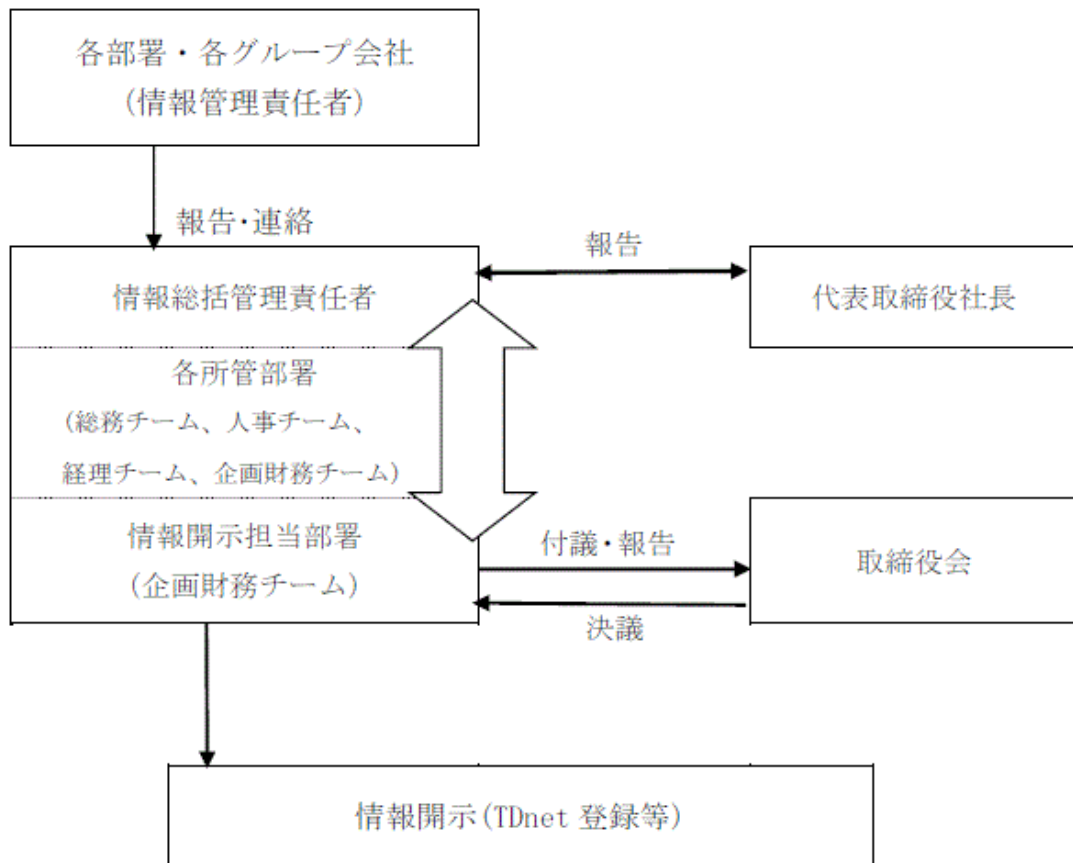 各部署・各グループ会社
(情報管理責任者)
報告・連絡
情報総括管理責任者
報告
代表取締役社長
各所管部署
(総務チーム、人事チーム、
経理チーム、企画財務チーム)
情報開示担当部署
(企画財務チーム)
付議・報告
取締役会
決議
情報開示(TDnet 登録等)